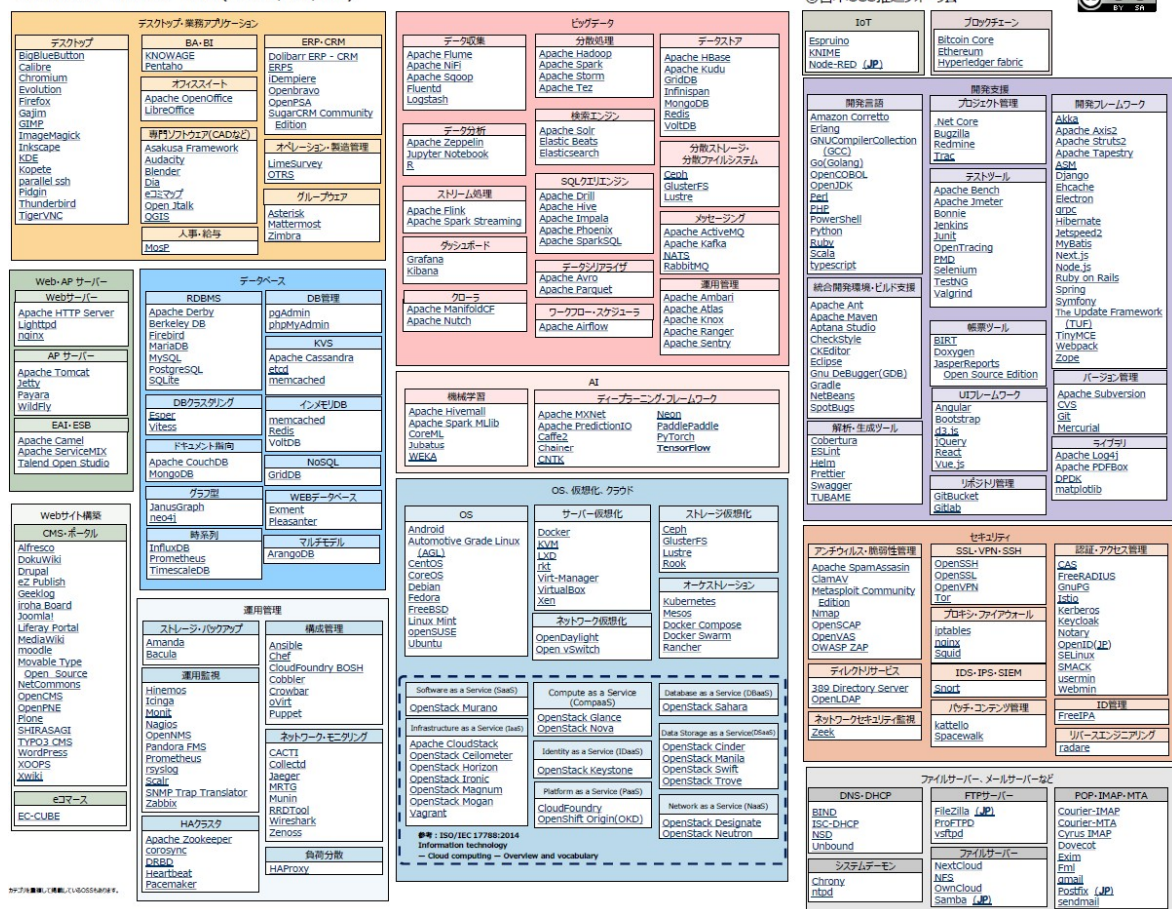 デスクトップ・業務アプリケーション
デスクトップ
BigBlueButton
Calibre
Chromium
Evolution
Firefox
Gajim
GIMP
ImageMagick
Inkscape
KDE
Kopete
parallel ssh
Pidgin
Thunderbird
TigerVNC
BA・BI
KNOWAGE
Pentaho
オフィススイート
Apache OpenOffice
LibreOffice
専門ソフトウェア(CADなど)
Asakusa Framework
Audacity
Blender
Dia
eコミマップ
Open Jtalk
QGIS
人事・給与
MosP
ERP・CRM
Dolibarr ERP - CRM
ERP5
iDempiere
Openbravo
OpenPSA
SugarCRM Community
Edition
オペレーション・製造管理
LimeSurvey
OTRS
グループウェア
Asterisk
Mattermost
Zimbra
Web・AP サーバー
Webサーバー
Apache HTTP Server
Lighttpd
nginx
AP サーバー
Apache Tomcat
Jetty
Payara
WildFly
EAI・ESB
Apache Camel
Apache ServiceMIX
Talend Open Studio
データベース
RDBMS
Apache Derby
Berkeley DB
Firebird
MariaDB
MySQL
PostgreSQL
SQLite
DBクラスタリング
Esper
Vitess
ドキュメント指向
Apache CouchDB
MongoDB
グラフ型
JanusGraph
neo4j
時系列
InfluxDB
Prometheus
TimescaleDB
DB管理
pgAdmin
phpMyAdmin
KVS
Apache Cassandra
etcd
memcached
インメモリDB
memcached
Redis
VoltDB
NoSQL
GridDB
WEBデータベース
Exment
Pleasanter
マルチモデル
ArangoDB
Webサイト構築
CMS・ポータル
Alfresco
DokuWiki
Drupal
eZ Publish
Geeklog
iroha Board
Joomla!
Liferay Portal
MediaWiki
moodle
Movable Type
Open Source
NetCommons
OpenCMS
OpenPNE
Plone
SHIRASAGI
TYPO3 CMS
WordPress
XOOPS
Xwiki
eコマース
EC-CUBE
運用管理
ストレージ・バックアップ
Amanda
Bacula
運用監視
Hinemos
Icinga
Monit
Nagios
OpenNMS
Pandora FMS
Prometheus
rsyslog
Scalr
SNMP Trap Translator
Zabbix
HAクラスタ
Apache Zookeeper
corosync
DRBD
Heartbeat
Pacemaker
構成管理
Ansible
Chef
CloudFoundry BOSH
Cobbler
Crowbar
oVirt
Puppet
ネットワーク・モニタリング
CACTI
Collectd
Jaeger
MRTG
Munin
RRDTool
Wireshark
Zenoss
負荷分散
HAProxy
カテゴリを重複して掲載しているOSSもあります。
ビッグデータ
データ収集
Apache Flume
Apache NiFi
Apache Sqoop
Fluentd
Logstash
データ分析
Apache Zeppelin
Jupyter Notebook
R
ストリーム処理
Apache Flink
Apache Spark Streaming
ダッシュボード
Grafana
Kibana
クローラ
Apache ManifoldCF
Apache Nutch
分散処理
Apache Hadoop
Apache Spark
Apache Storm
Apache Tez
検索エンジン
Apache Solr
Elastic Beats
Elasticsearch
SQLクエリエンジン
Apache Drill
Apache Hive
Apache Impala
Apache Phoenix
Apache SparkSQL
データシリアライザ
Apache Avro
Apache Parquet
ワークフロー・スケジューラ
Apache Airflow
データストア
Apache HBase
Apache Kudu
GridDB
Infinispan
MongoDB
Redis
VoltDB
分散ストレージ・
分散ファイルシステム
Ceph
GlusterFS
Lustre
メッセージング
Apache ActiveMQ
Apache Kafka
NATS
RabbitMQ
運用管理
Apache Ambari
Apache Atlas
Apache Knox
Apache Ranger
Apache Sentry
AI
機械学習
Apache Hivemall
Apache Spark MLlib
CoreML
Jubatus
WEKA
ディープラーニング・フレームワーク
Apache MXNet
Apache PredictionIO
Caffe2
Chainer
CNTK
Neon
PaddlePaddle
PyTorch
TensorFlow
OS、仮想化、クラウド
OS
Android
Automotive Grade Linux
(AGL)
CentOS
CoreOS
Debian
Fedora
FreeBSD
Linux Mint
openSUSE
Ubuntu
サーバー仮想化
Docker
KVM
LXD
rkt
Virt-Manager
VirtualBox
Xen
ネットワーク仮想化
OpenDaylight
Open vSwitch
ストレージ仮想化
Ceph
GlusterFS
Lustre
Rook
オーケストレーション
Kubernetes
Mesos
Docker Compose
Docker Swarm
Rancher
Software as a Service (SaaS)
OpenStack Murano
Infrastructure as a Service (IaaS)
Apache CloudStack
OpenStack Ceilometer
OpenStack Horizon
OpenStack Ironic
OpenStack Magnum
OpenStack Mogan
Vagrant
Compute as a Service
(CompaaS)
OpenStack Glance
OpenStack Nova
Identity as a Service (IDaaS)
OpenStack Keystone
Platform as a Service (PaaS)
CloudFoundry
OpenShift Origin(OKD)
Database as a Service (DBaaS)
OpenStack Sahara
Data Storage as a Service(DSaaS)
OpenStack Cinder
OpenStack Manila
OpenStack Swift
OpenStack Trove
Network as a Service (NaaS)
OpenStack Designate
OpenStack Neutron
参考：ISO/IEC 17788:2014
Information technology
— Cloud computing — Overview and vocabulary
BY SA
IoT
Espruino
KNIME
Node-RED (JP)
ブロックチェーン
Bitcoin Core
Ethereum
Hyperledger fabric
開発支援
開発言語
Amazon Corretto
Erlang
GNUCompilerCollection
(GCC)
Go(Golang)
OpenCOBOL
OpenJDK
Perl
PHP
PowerShell
Python
Ruby
Scala
typescript
統合開発環境・ビルド支援
Apache Ant
Apache Maven
Aptana Studio
CheckStyle
CKEditor
Eclipse
Gnu DeBugger(GDB)
Gradle
NetBeans
SpotBugs
解析・生成ツール
Cobertura
ESLint
Helm
Prettier
Swagger
TUBAME
プロジェクト管理
.Net Core
Bugzilla
Redmine
Trac
テストツール
Apache Bench
Apache Jmeter
Bonnie
Jenkins
Junit
OpenTracing
PMD
Selenium
TestNG
Valgrind
帳票ツール
BIRT
Doxygen
JasperReports
Open Source Edition
UIフレームワーク
Angular
Bootstrap
d3.js
jQuery
React
Vue.js
リポジトリ管理
GitBucket
Gitlab
開発フレームワーク
Akka
Apache Axis2
Apache Struts2
Apache Tapestry
ASM
Django
Ehcache
Electron
grpc
Hibernate
Jetspeed2
MyBatis
Next.js
Node.js
Ruby on Rails
Spring
Symfony
The Update Framework
(TUF)
TinyMCE
Webpack
Zope
バージョン管理
Apache Subversion
CVS
Git
Mercurial
ライブラリ
Apache Log4j
Apache PDFBox
DPDK
matplotlib
セキュリティ
アンチウィルス・脆弱性管理
Apache SpamAssasin
ClamAV
Metasploit Community
Edition
Nmap
OpenSCAP
OpenVAS
OWASP ZAP
ディレクトリサービス
389 Directory Server
OpenLDAP
ネットワークセキュリティ監視
Zeek
SSL・VPN・SSH
OpenSSH
OpenSSL
OpenVPN
Tor
プロキシ・ファイアウォール
iptables
nginx
Squid
IDS・IPS・SIEM
Snort
パッチ・コンテンツ管理
kattello
Spacewalk
認証・アクセス管理
CAS
FreeRADIUS
GnuPG
Istio
Kerberos
Keycloak
Notary
OpenID(JP)
SELinux
SMACK
usermin
Webmin
ID管理
FreeIPA
リバースエンジニアリング
radare
ファイルサーバー、メールサーバーなど
DNS・DHCP
BIND
ISC-DHCP
NSD
Unbound
システムデーモン
Chrony
ntpd
FTPサーバー
FileZilla (JP)
ProFTPD
vsftpd
ファイルサーバー
NextCloud
NFS
OwnCloud
Samba (JP)
POP・IMAP・MTA
Courier-IMAP
Courier-MTA
Cyrus IMAP
Dovecot
Exim
Fml
qmail
Postfix (JP)
sendmail